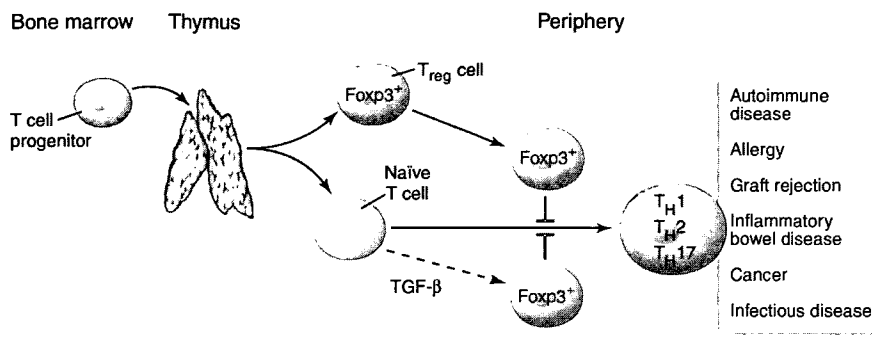 Bone marrow
Thymus
Periphery
T cell
progenitor
Treg cell
Foxp3+
Foxp3+
Naïve
T cell
TGF-β
Foxp3+
TH1
TH2
TH17
Autoimmune
disease
Allergy
Graft rejection
Inflammatory
bowel disease
Cancer
Infectious disease